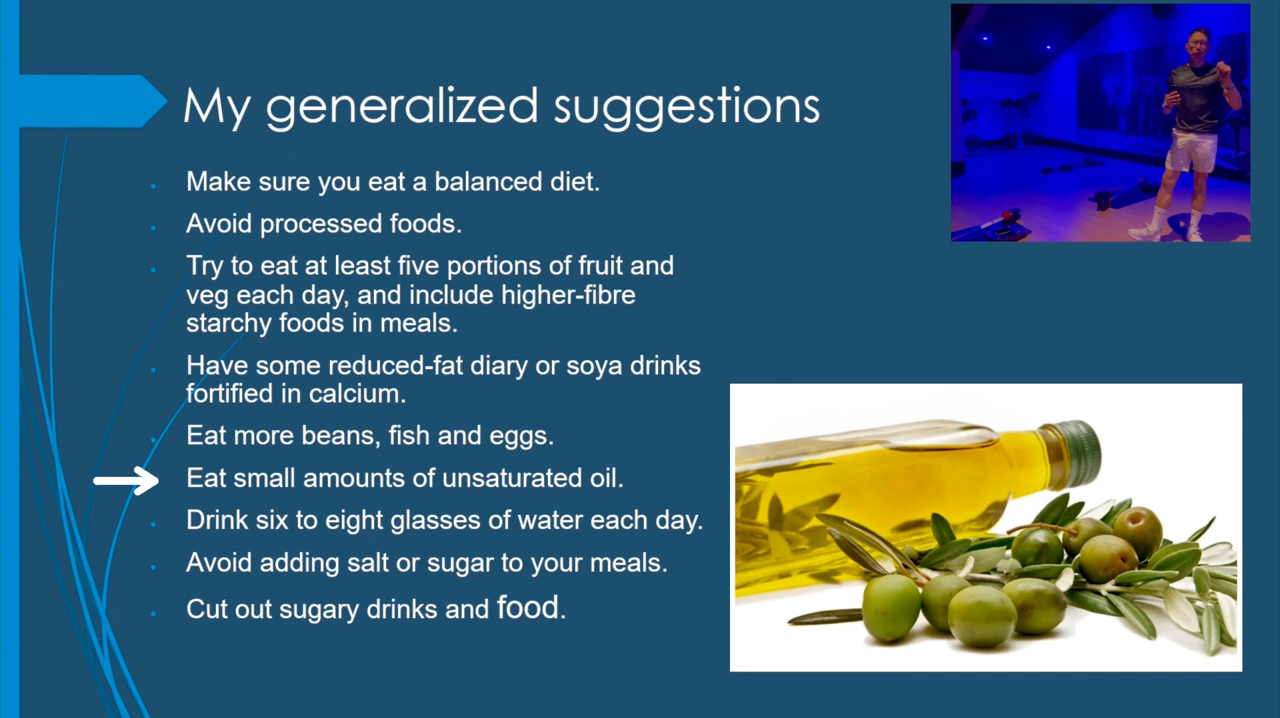 My generalized suggestions
Make sure you eat a balanced diet.
Avoid processed foods.
Try to eat at least five portions of fruit and
veg each day, and include higher-fibre
starchy foods in meals.
Have some reduced-fat diary or soya drinks
fortified in calcium.
Eat more beans, fish and eggs.
Eat small amounts of unsaturated oil.
Drink six to eight glasses of water each day.
Avoid adding salt or sugar to your meals.
Cut out sugary drinks and food.